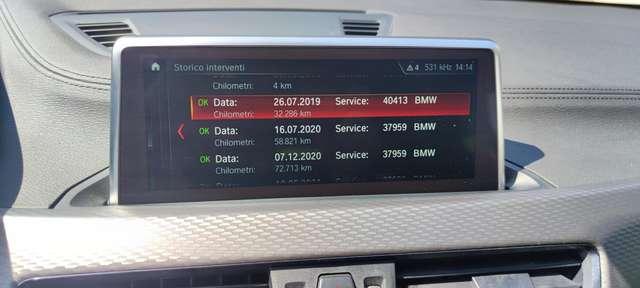 Storico interventi
4 531 kHz 14:14
Chilometri:
4 km
OK Data: 26.07.2019 Service: 40413 BMW
Chilometri: 32.286 km
OK Data: 16.07.2020 Service: 37959 BMW
Chilometri: 58.821 km
OK Data: 07.12.2020 Service: 37959 BMW
Chilometri: 72.713 km